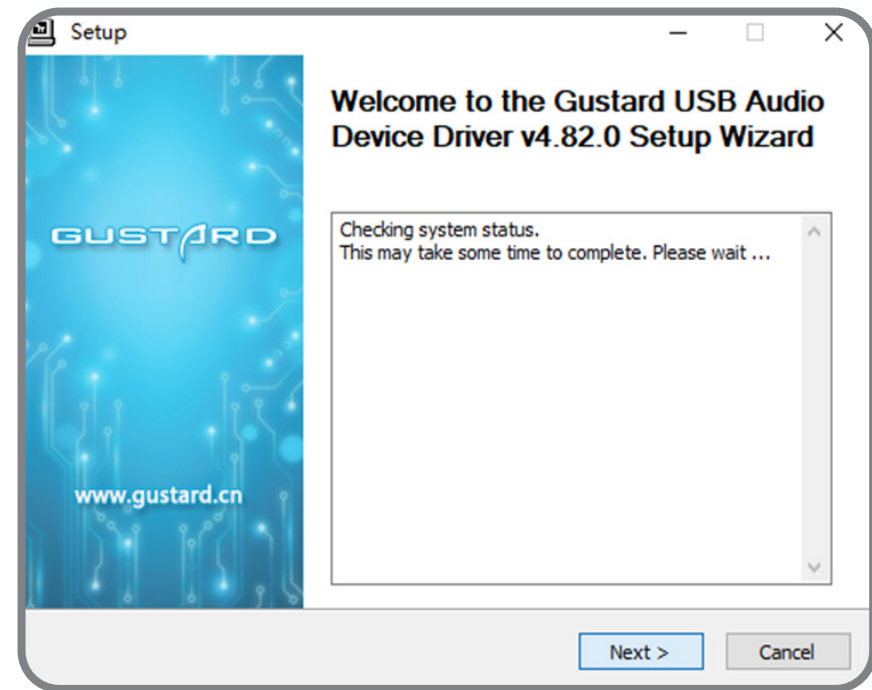 Setup
Welcome to the Gustard USB Audio
Device Driver v4.82.0 Setup Wizard
GUSTARD
Checking system status.
This may take some time to complete. Please wait ...
www.gustard.cn
Next >
Cancel